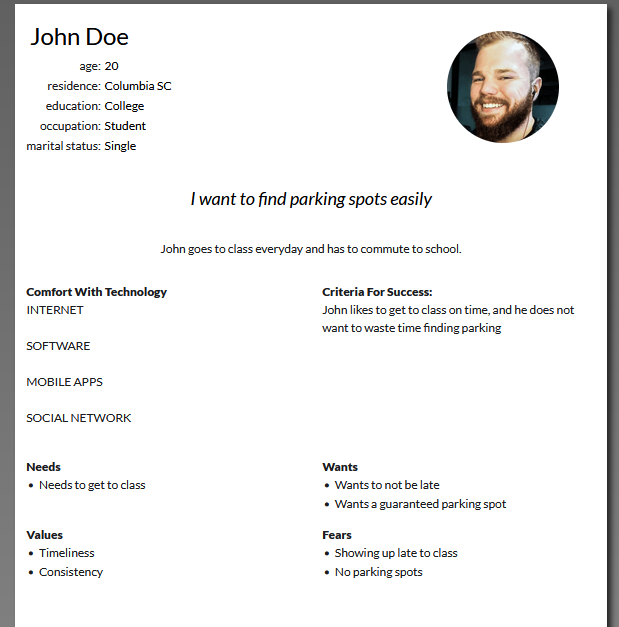 John Doe
age: 20
residence: Columbia SC
education: College
occupation: Student
marital status: Single
I want to find parking spots easily
John goes to class everyday and has to commute to school.
Comfort With Technology
INTERNET
SOFTWARE
MOBILE APPS
SOCIAL NETWORK
Criteria For Success:
John likes to get to class on time, and he does not
want to waste time finding parking
Needs
• Needs to get to class
Wants
• Wants to not be late
• Wants a guaranteed parking spot
Values
• Timeliness
• Consistency
Fears
• Showing up late to class
• No parking spots